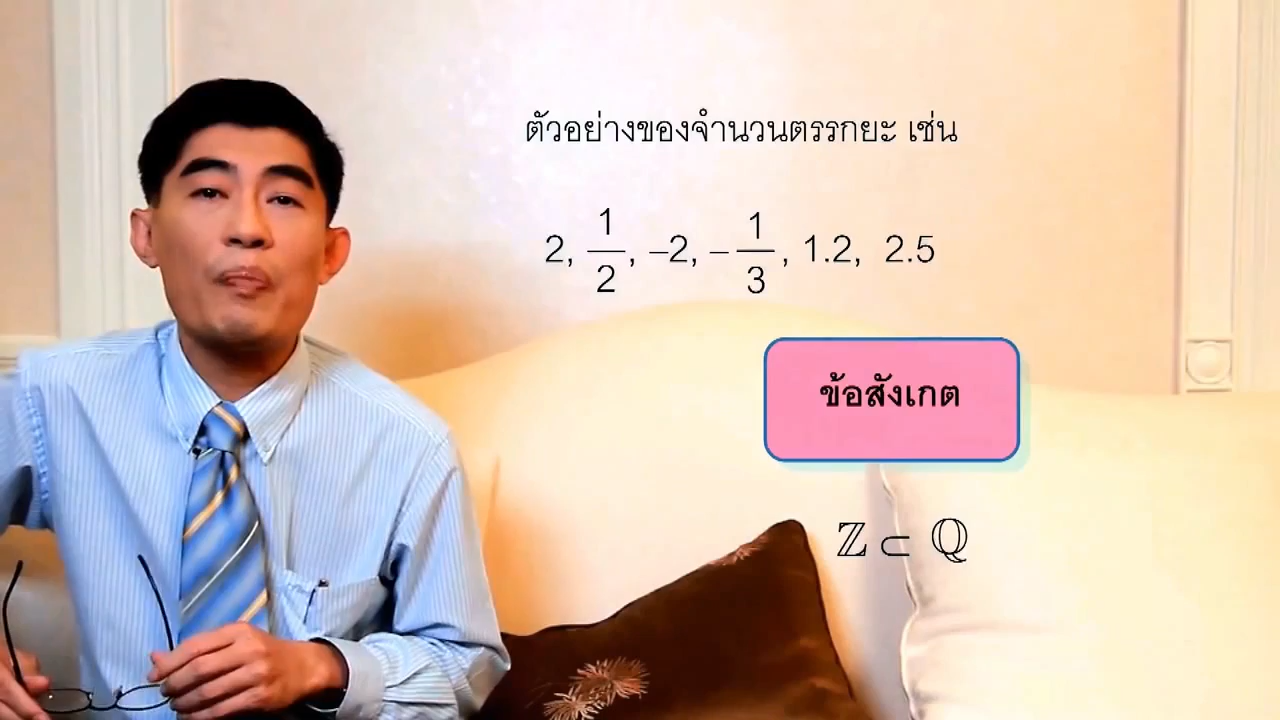 ตัวอย่างของจำนวนตรรกยะ เช่น
2, 1/2, –2, – 1/3, 1.2, 2.5
ข้อสังเกต
ℤ ⊂ ℚ